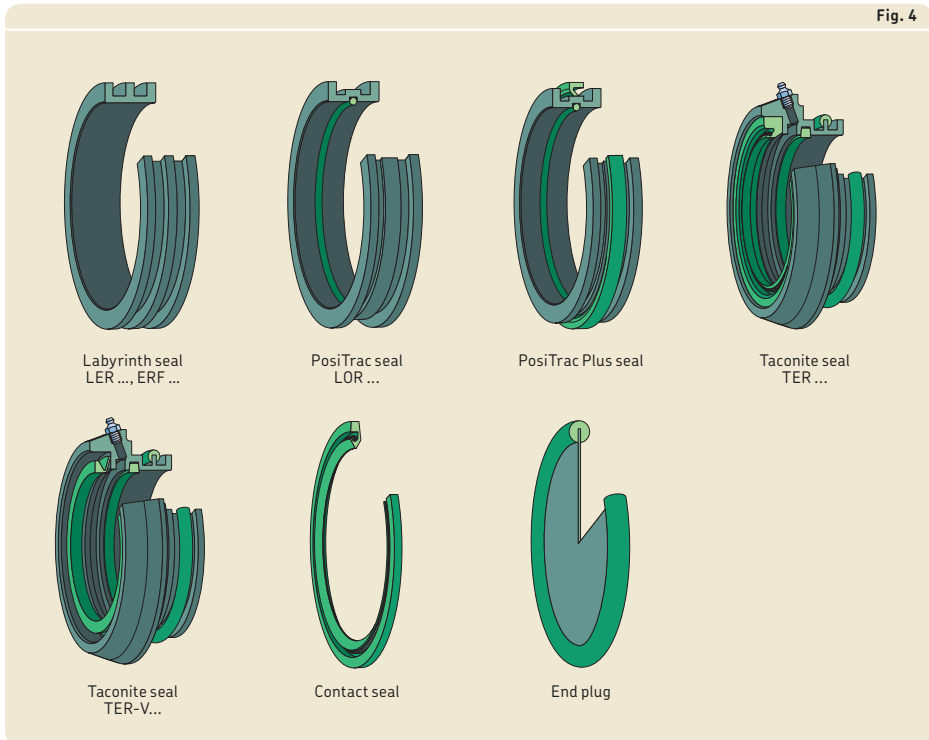 Fig. 4
Labyrinth seal
LER ..., ERF ...
PosiTrac seal
LOR ...
PosiTrac Plus seal
Taconite seal
TER ...
Taconite seal
TER-V...
Contact seal
End plug